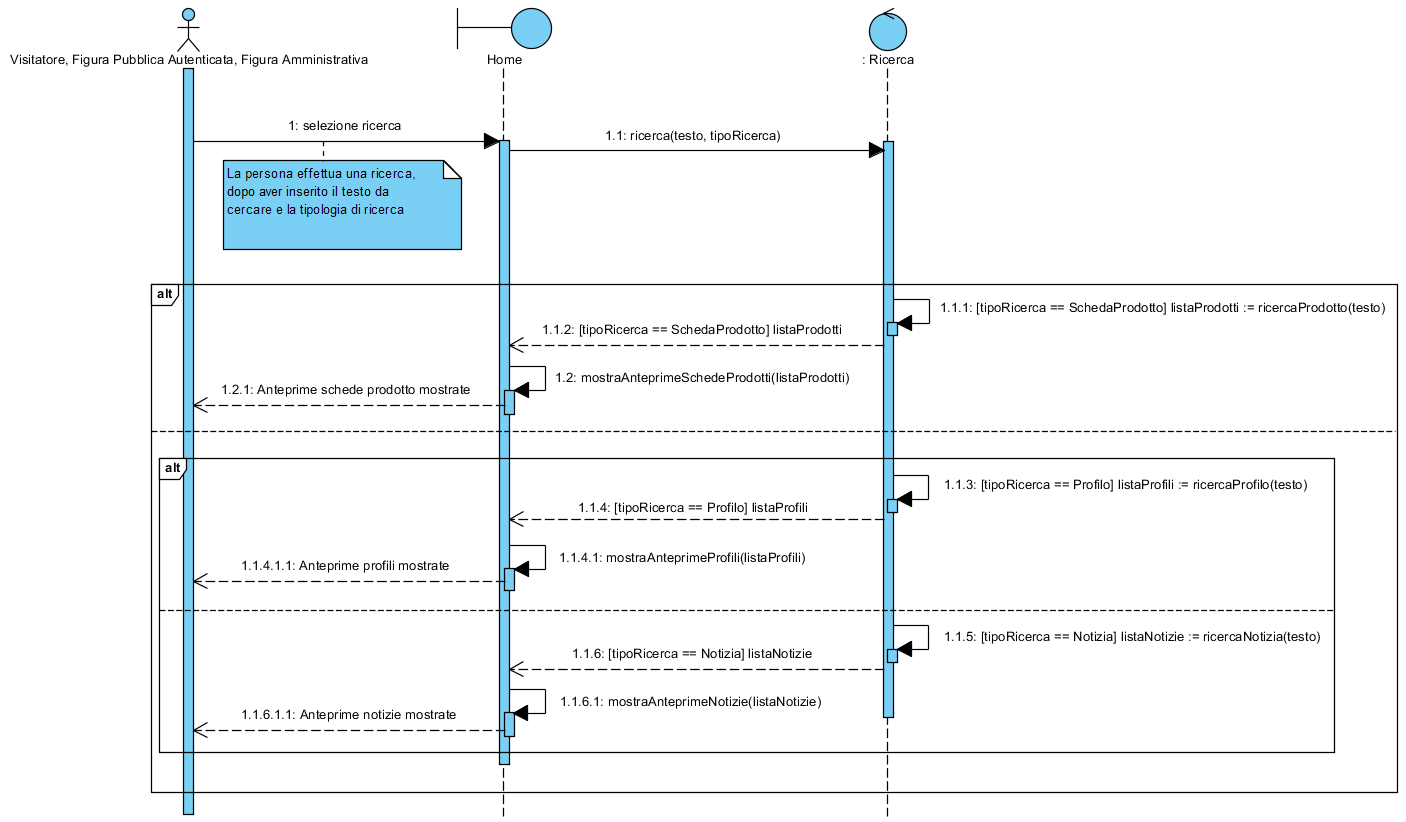 Visitatore, Figura Pubblica Autenticata, Figura Amministrativa
Home
: Ricerca
1: selezione ricerca
1.1: ricerca(testo, tipoRicerca)
La persona effettua una ricerca,
dopo aver inserito il testo da
cercare e la tipologia di ricerca
alt
1.1.1: [tipoRicerca == SchedaProdotto] listaProdotti := ricercaProdotto(testo)
1.1.2: [tipoRicerca == SchedaProdotto] listaProdotti
1.2: mostraAnteprimeSchedeProdotti(listaProdotti)
1.2.1: Anteprime schede prodotto mostrate
alt
1.1.3: [tipoRicerca == Profilo] listaProfili := ricercaProfilo(testo)
1.1.4: [tipoRicerca == Profilo] listaProfili
1.1.4.1: mostraAnteprimeProfili(listaProfili)
1.1.4.1.1: Anteprime profili mostrate
1.1.5: [tipoRicerca == Notizia] listaNotizie := ricercaNotizia(testo)
1.1.6: [tipoRicerca == Notizia] listaNotizie
1.1.6.1: mostraAnteprimeNotizie(listaNotizie)
1.1.6.1.1: Anteprime notizie mostrate